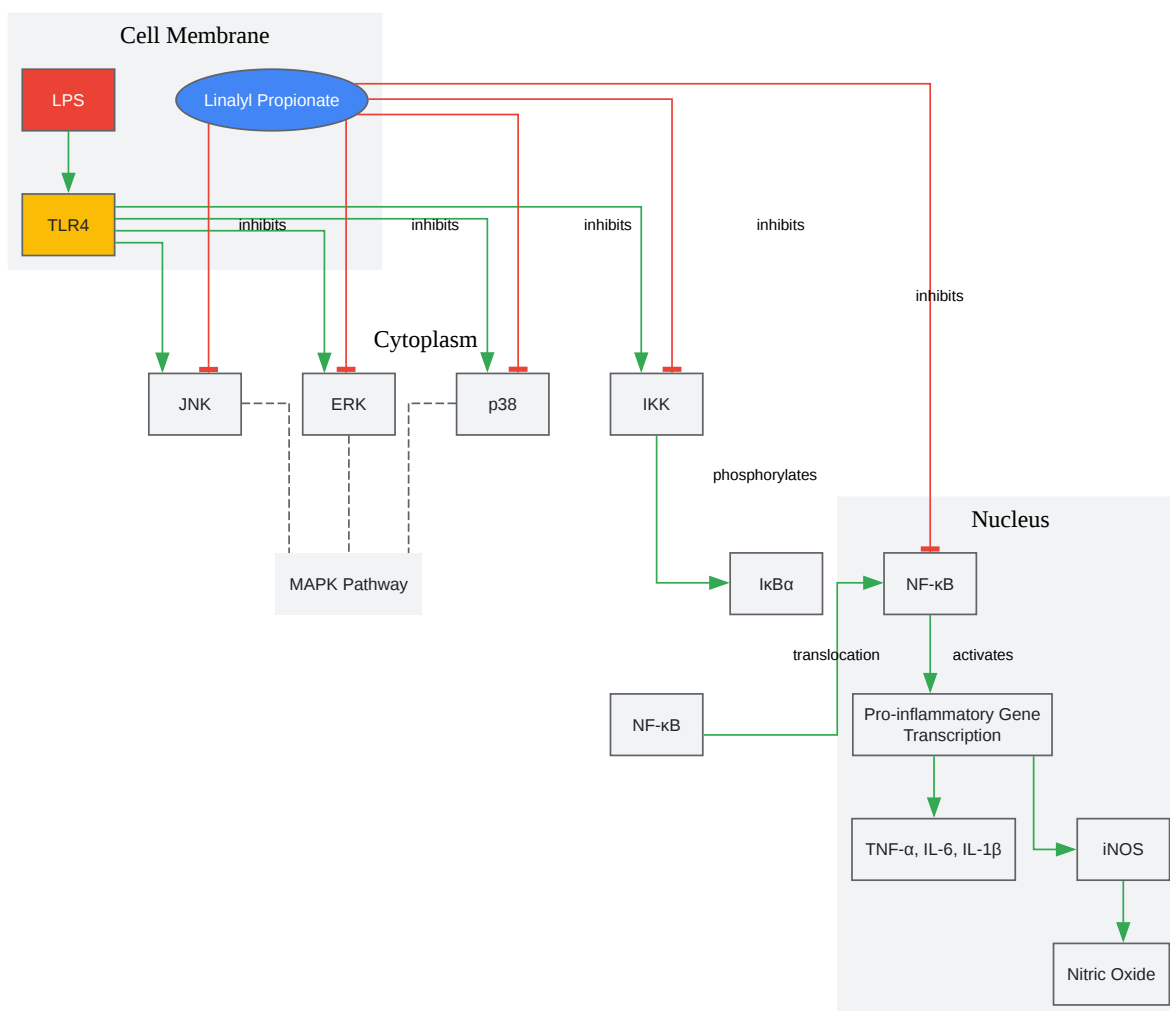 Cell Membrane
LPS
Linalyl Propionate
TLR4
inhibits
inhibits
inhibits
inhibits
inhibits
Cytoplasm
JNK
ERK
p38
IKK
phosphorylates
Nucleus
MAPK Pathway
IκBα
NF-κB
translocation
activates
NF-κB
Pro-inflammatory Gene
Transcription
TNF-α, IL-6, IL-1β
iNOS
Nitric Oxide